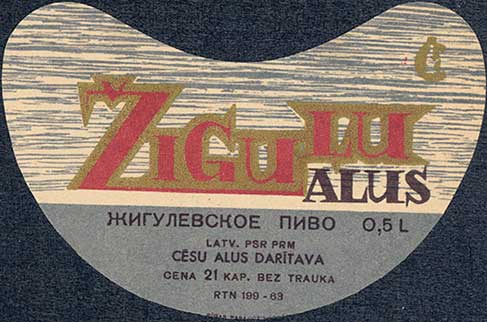 C
ŽIGUĻU
ALUS
ЖИГУЛЕВСКОЕ ПИВО 0,5 L
LATV. PSR PRM
CĒSU ALUS DARĪTAVA
CENA 21 KAP. BEZ TRAUKA
RTN 199 - 63